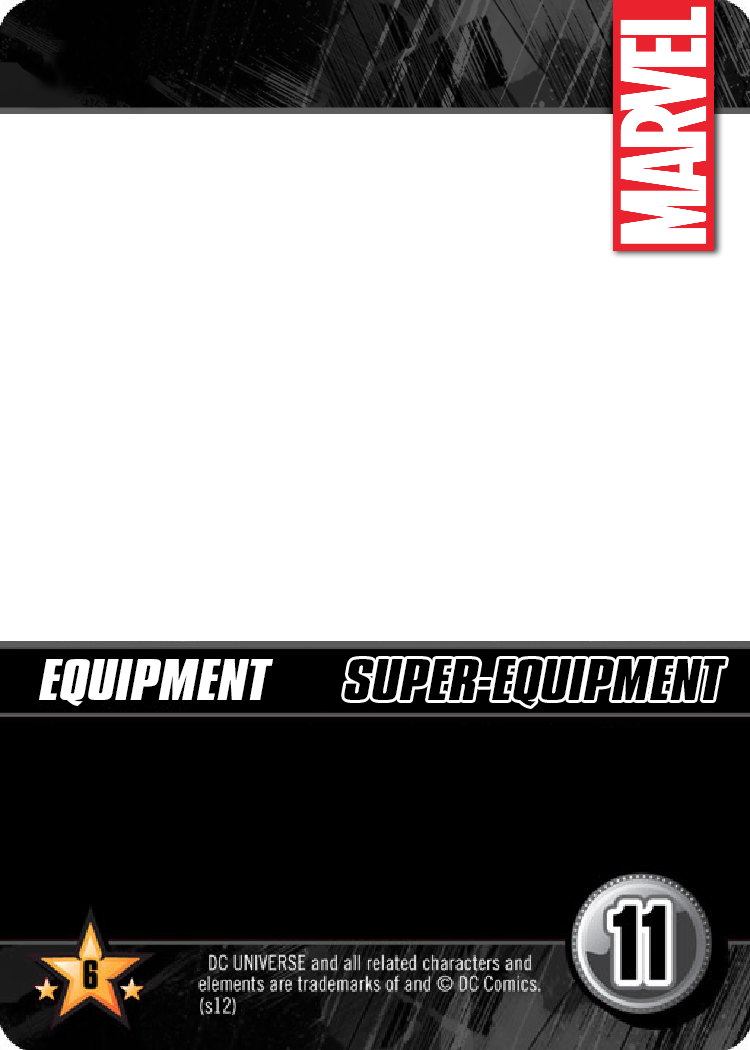 MARVEL
EQUIPMENT SUPER-EQUIPMENT
6
DC UNIVERSE and all related characters and
elements are trademarks of and © DC Comics.
(s12)
11